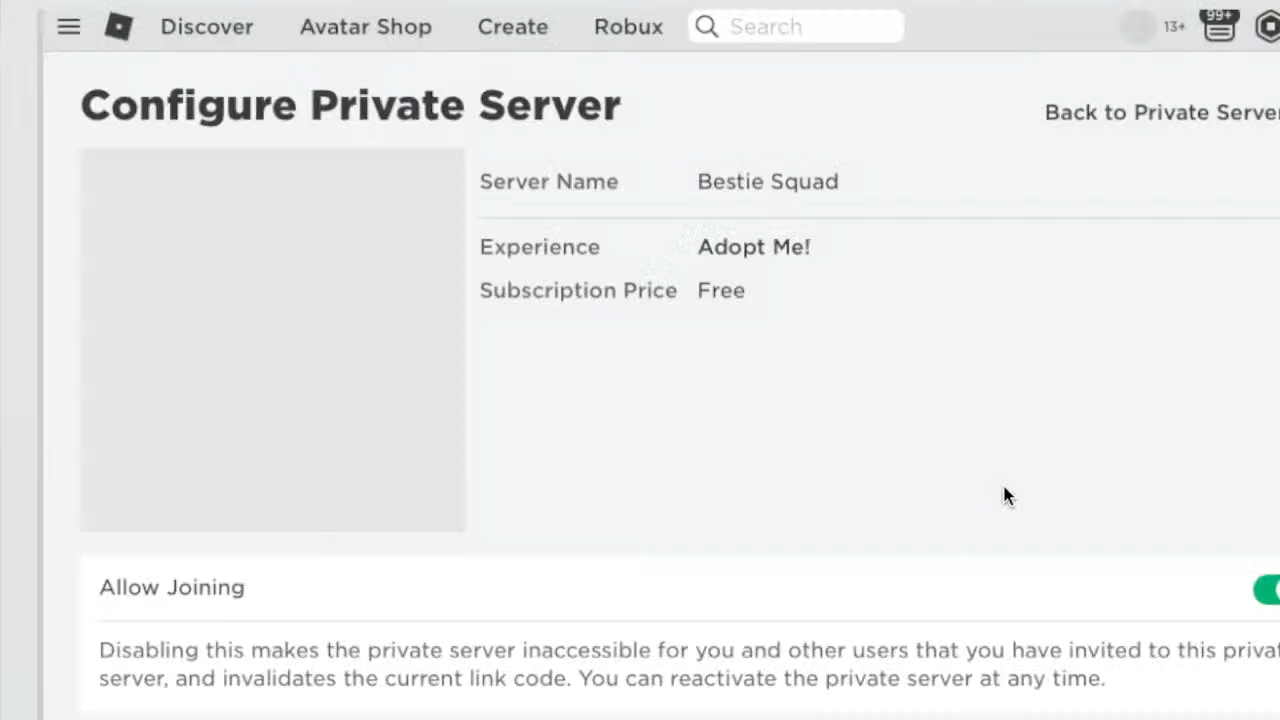 Discover Avatar Shop Create Robux Search 13+ 99+
Configure Private Server
Back to Private Server
Server Name Bestie Squad
Experience Adopt Me!
Subscription Price Free
Allow Joining
Disabling this makes the private server inaccessible for you and other users that you have invited to this privat
server, and invalidates the current link code. You can reactivate the private server at any time.